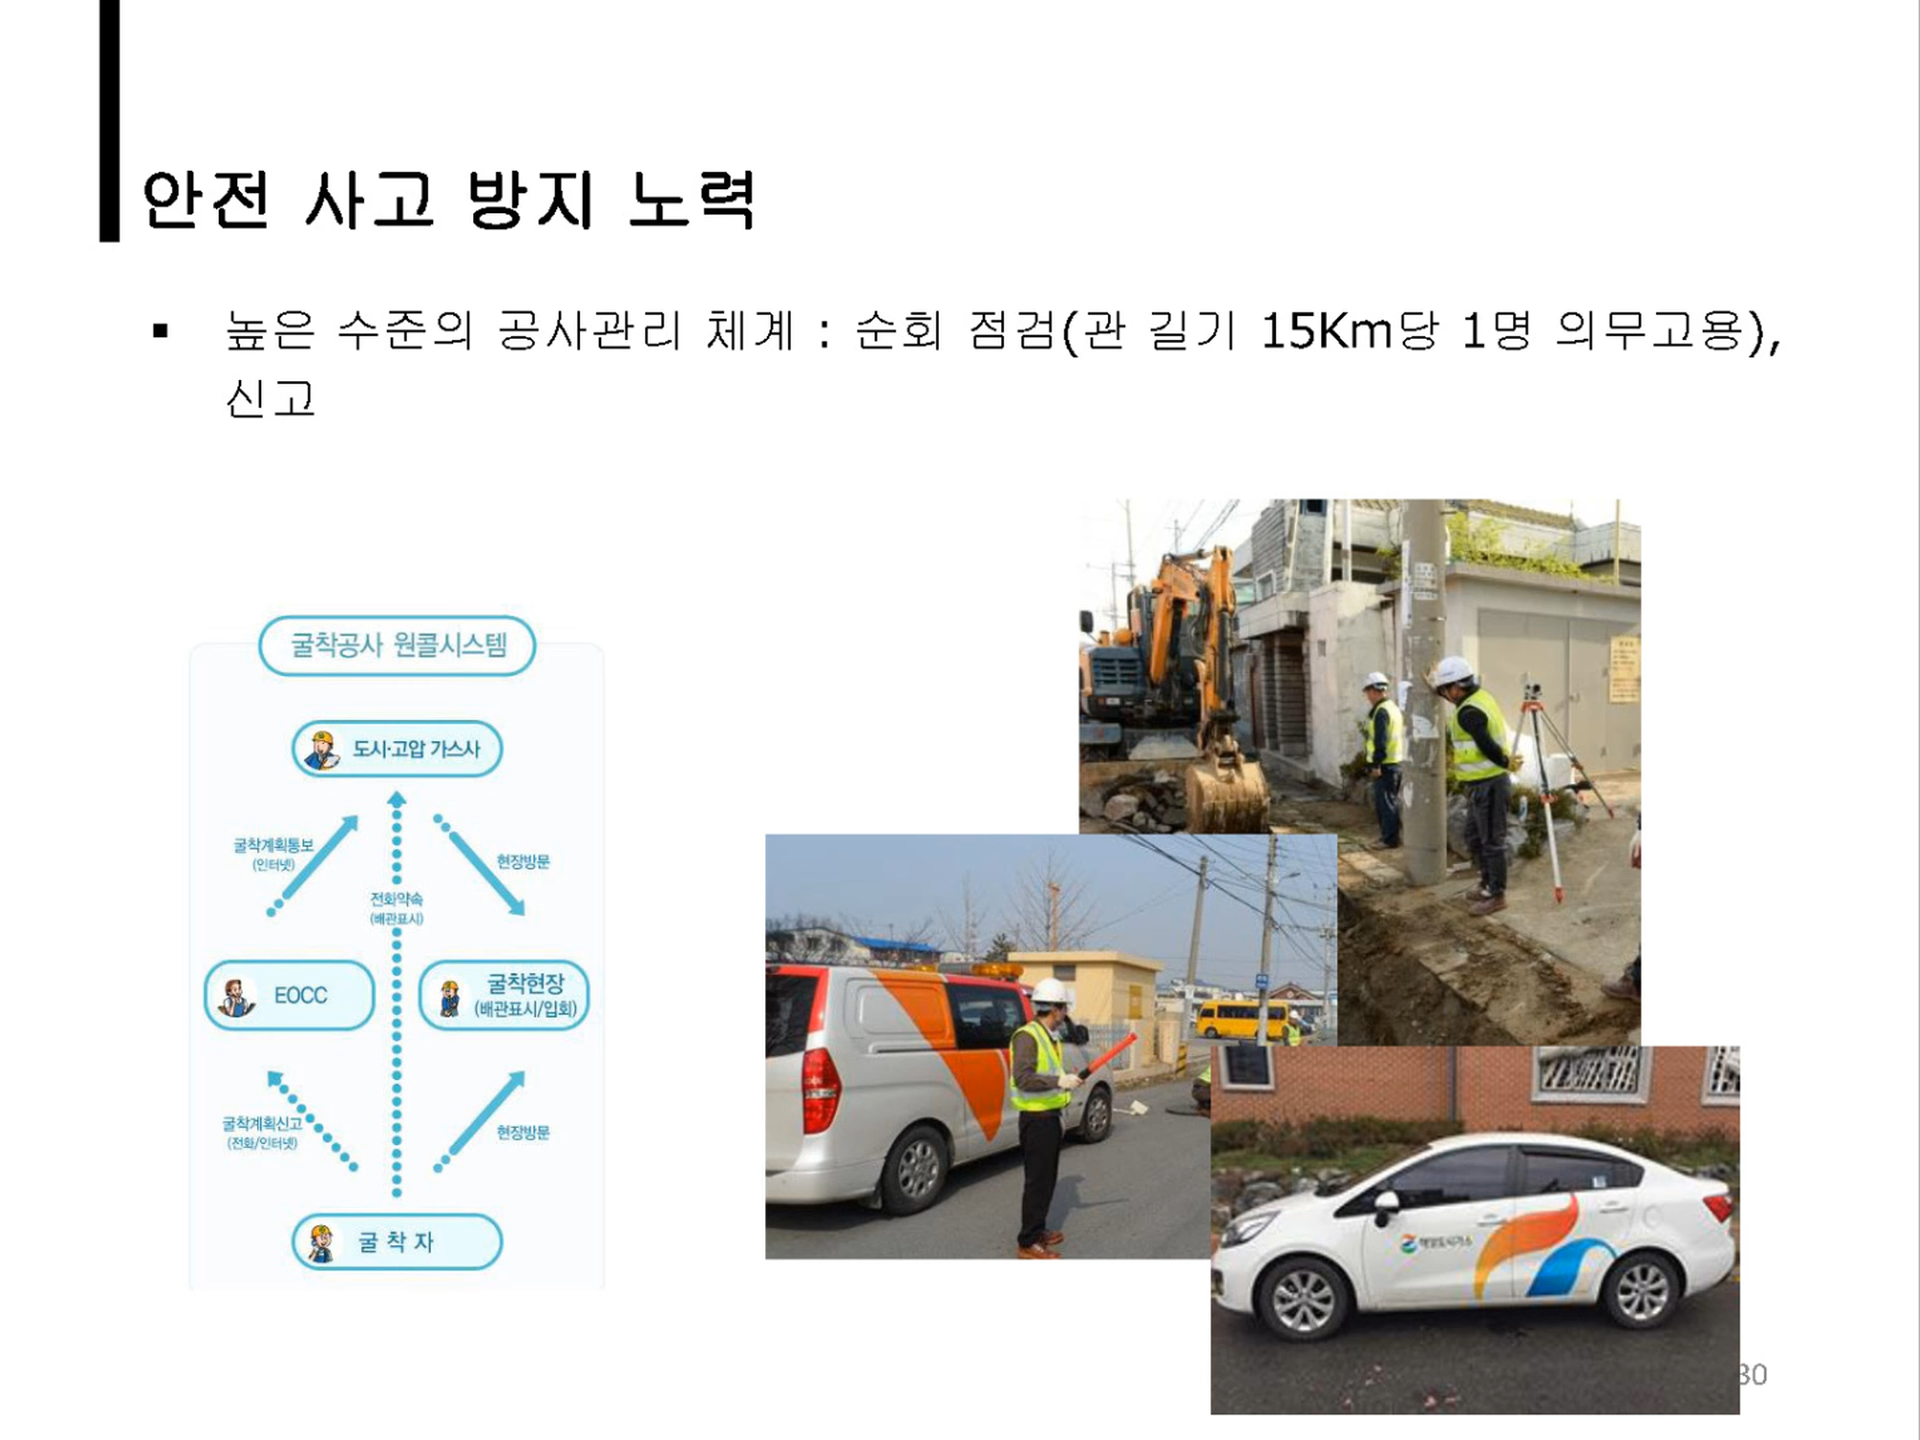 안전 사고 방지 노력
▪ 높은 수준의 공사관리 체계 : 순회 점검(관 길기 15Km당 1명 의무고용),
신고
굴착공사 원콜시스템
도시·고압 가스사
굴착계획통보
(인터넷)
현장방문
전화약속
(배관표시)
EOCC
굴착현장
(배관표시/입회)
굴착계획신고
(전화/인터넷)
현장방문
굴 착 자
30